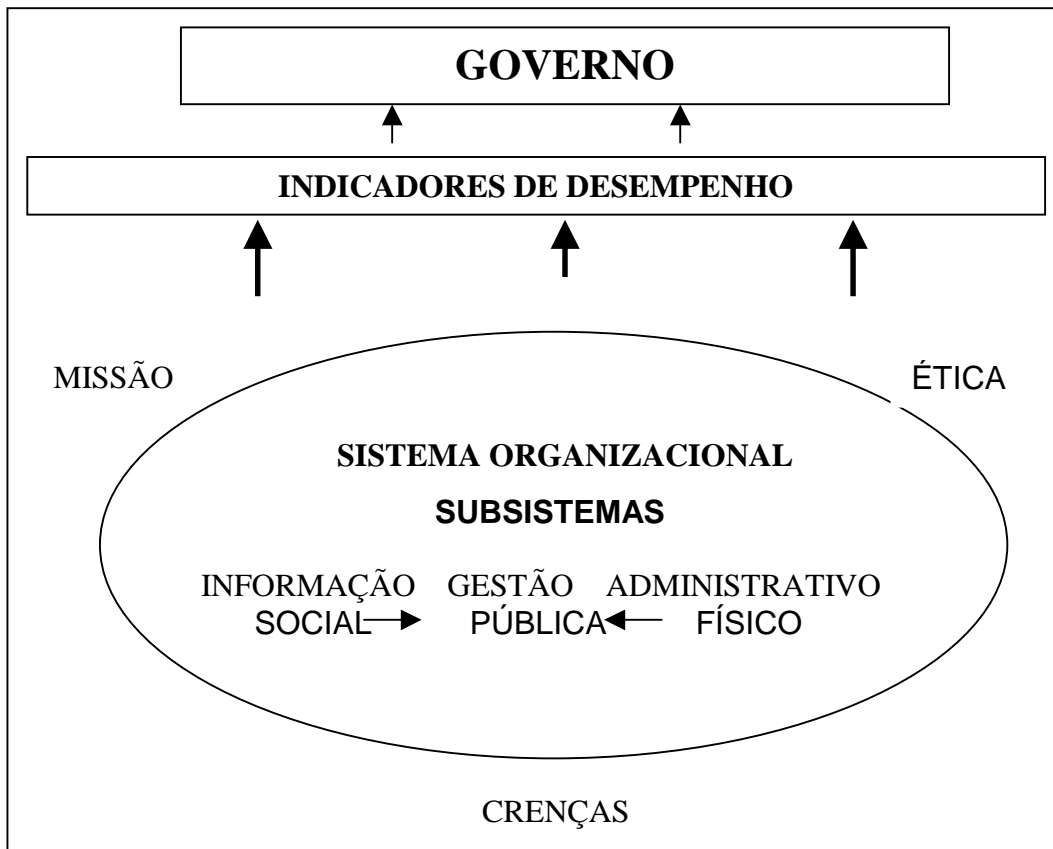 GOVERNO
INDICADORES DE DESEMPENHO
MISSÃO ÉTICA
SISTEMA ORGANIZACIONAL
SUBSISTEMAS
INFORMAÇÃO GESTÃO ADMINISTRATIVO
SOCIAL PÚBLICA FÍSICO
CRENÇAS